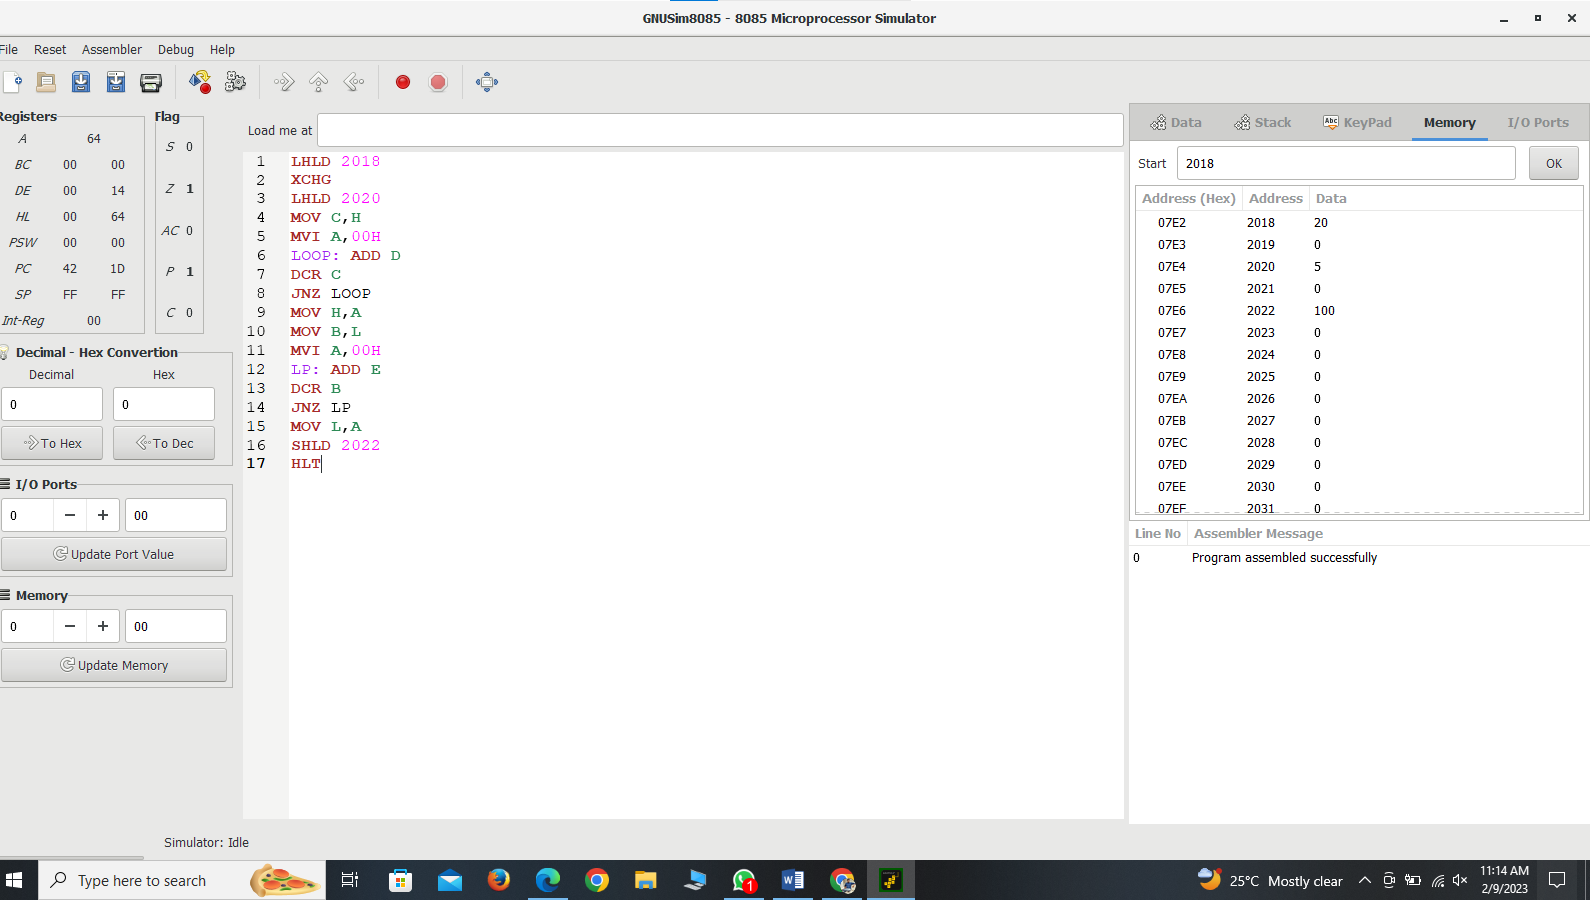 GNUSim8085 - 8085 Microprocessor Simulator
File Reset Assembler Debug Help
Registers
A 64
BC 00 00
DE 00 14
HL 00 64
PSW 00 00
PC 42 1D
SP FF FF
Int-Reg 00
Flag
S 0
Z 1
AC 0
P 1
C 0
Decimal - Hex Convertion
Decimal Hex
0 0
To Hex To Dec
I/O Ports
0 − + 00
Update Port Value
Memory
0 − + 00
Update Memory
Load me at
1 LHLD 2018
2 XCHG
3 LHLD 2020
4 MOV C,H
5 MVI A,00H
6 LOOP: ADD D
7 DCR C
8 JNZ LOOP
9 MOV H,A
10 MOV B,L
11 MVI A,00H
12 LP: ADD E
13 DCR B
14 JNZ LP
15 MOV L,A
16 SHLD 2022
17 HLT
Data Stack Abc KeyPad Memory I/O Ports
Start 2018 OK
Address (Hex) Address Data
07E2 2018 20
07E3 2019 0
07E4 2020 5
07E5 2021 0
07E6 2022 100
07E7 2023 0
07E8 2024 0
07E9 2025 0
07EA 2026 0
07EB 2027 0
07EC 2028 0
07ED 2029 0
07EE 2030 0
07EF 2031 0
Line No Assembler Message
0 Program assembled successfully
Simulator: Idle
Type here to search
1
25°C Mostly clear
11:14 AM
2/9/2023